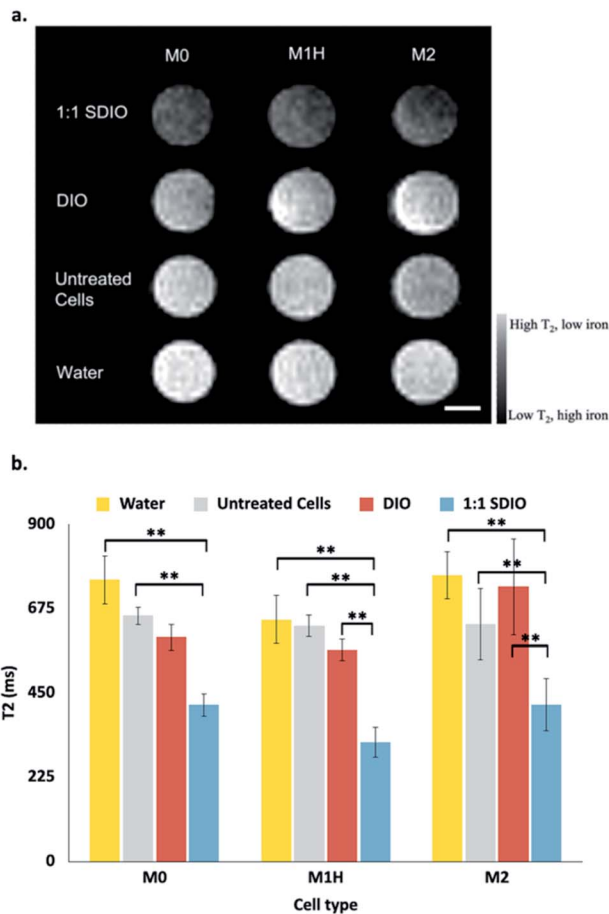 a.
M0 M1H M2
1:1 SDIO
DIO
Untreated
Cells
Water
High T₂, low iron
Low T₂, high iron
b.
Water Untreated Cells DIO 1:1 SDIO
900
675
450
225
0
T2 (ms)
** **
** ** **
** ** **
M0 M1H M2
Cell type